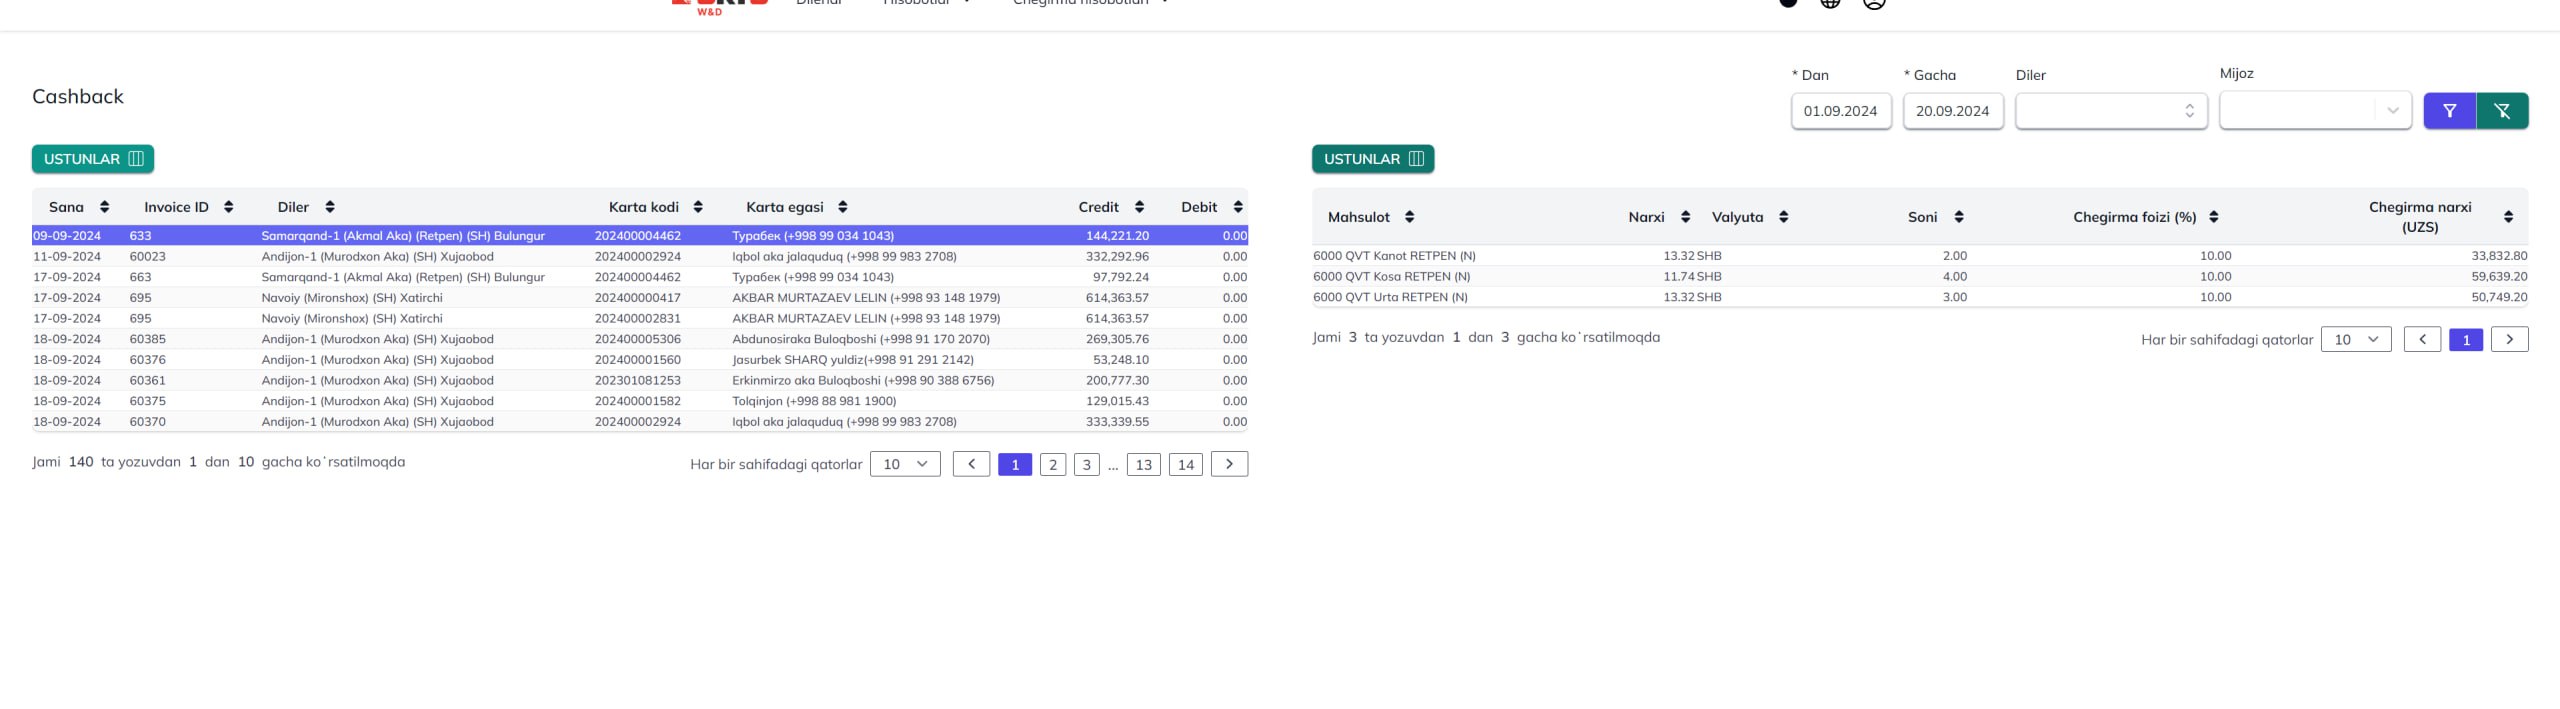 W&D
* Dan * Gacha Diler Mijoz
Cashback
01.09.2024 20.09.2024
USTUNLAR
Sana Invoice ID Diler Karta kodi Karta egasi Credit Debit
09-09-2024 633 Samarqand-1 (Akmal Aka) (Retpen) (SH) Bulungur 202400004462 Турабек (+998 99 034 1043) 144,221.20 0.00
11-09-2024 60023 Andijon-1 (Murodxon Aka) (SH) Xujaobod 202400002924 Iqbol aka jalaquduq (+998 99 983 2708) 332,292.96 0.00
17-09-2024 663 Samarqand-1 (Akmal Aka) (Retpen) (SH) Bulungur 202400004462 Турабек (+998 99 034 1043) 97,792.24 0.00
17-09-2024 695 Navoiy (Mironshox) (SH) Xatirchi 202400000417 AKBAR MURTAZAEV LELIN (+998 93 148 1979) 614,363.57 0.00
17-09-2024 695 Navoiy (Mironshox) (SH) Xatirchi 202400002831 AKBAR MURTAZAEV LELIN (+998 93 148 1979) 614,363.57 0.00
18-09-2024 60385 Andijon-1 (Murodxon Aka) (SH) Xujaobod 202400005306 Abdunosiraka Buloqboshi (+998 91 170 2070) 269,305.76 0.00
18-09-2024 60376 Andijon-1 (Murodxon Aka) (SH) Xujaobod 202400001560 Jasurbek SHARQ yuldiz(+998 91 291 2142) 53,248.10 0.00
18-09-2024 60361 Andijon-1 (Murodxon Aka) (SH) Xujaobod 202301081253 Erkinmirzo aka Buloqboshi (+998 90 388 6756) 200,777.30 0.00
18-09-2024 60375 Andijon-1 (Murodxon Aka) (SH) Xujaobod 202400001582 Tolqinjon (+998 88 981 1900) 129,015.43 0.00
18-09-2024 60370 Andijon-1 (Murodxon Aka) (SH) Xujaobod 202400002924 Iqbol aka jalaquduq (+998 99 983 2708) 333,339.55 0.00
Jami 140 ta yozuvdan 1 dan 10 gacha ko`rsatilmoqda Har bir sahifadagi qatorlar 10 1 2 3 ... 13 14
USTUNLAR
Mahsulot Narxi Valyuta Soni Chegirma foizi (%) Chegirma narxi
(UZS)
6000 QVT Kanot RETPEN (N) 13.32 SHB 2.00 10.00 33,832.80
6000 QVT Kosa RETPEN (N) 11.74 SHB 4.00 10.00 59,639.20
6000 QVT Urta RETPEN (N) 13.32 SHB 3.00 10.00 50,749.20
Jami 3 ta yozuvdan 1 dan 3 gacha ko`rsatilmoqda Har bir sahifadagi qatorlar 10 1